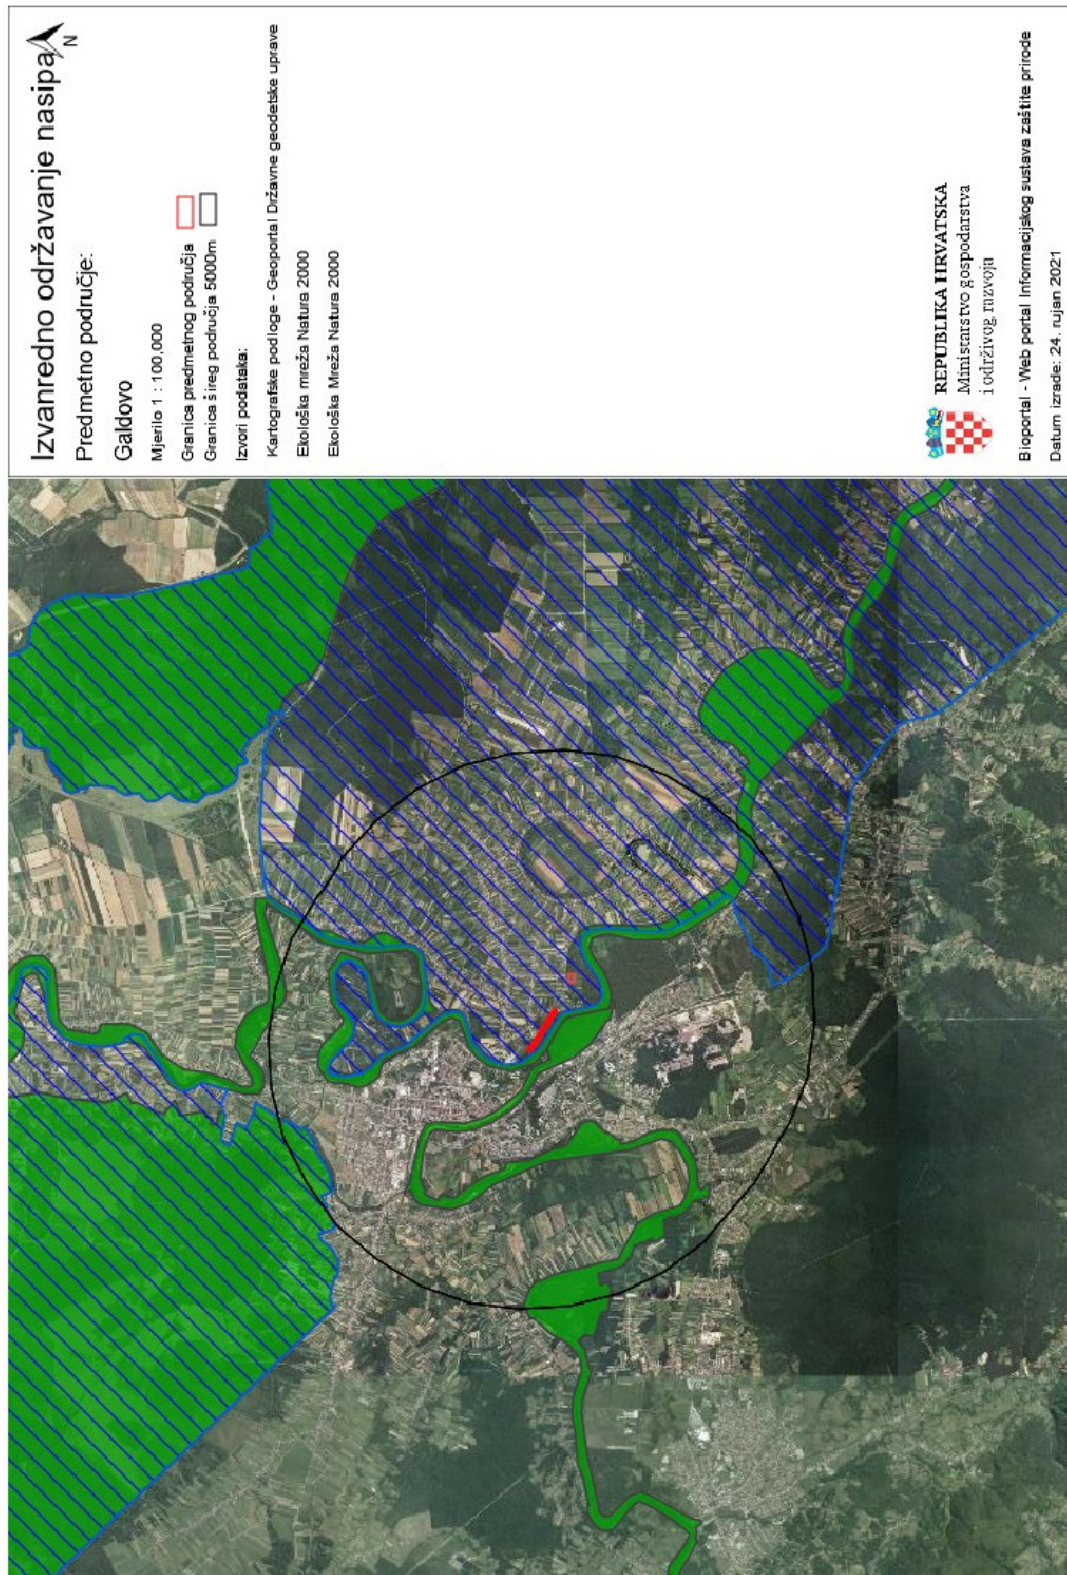 Izvanredno održavanje nasipa
N
Predmetno područje:
Galdovo
Mjerilo 1 : 100,000
Granica predmetnog područja
Granica šireg područja 5000m
Izvori podataka:
Kartografske podloge - Geoportal Državne geodetske uprave
Ekološka mreža Natura 2000
Ekološka Mreža Natura 2000
REPUBLIKA HRVATSKA
Ministarstvo gospodarstva
i održivog razvoja
Bioportal - Web portal Informacijskog sustava zaštite prirode
Datum izrade: 24. rujan 2021